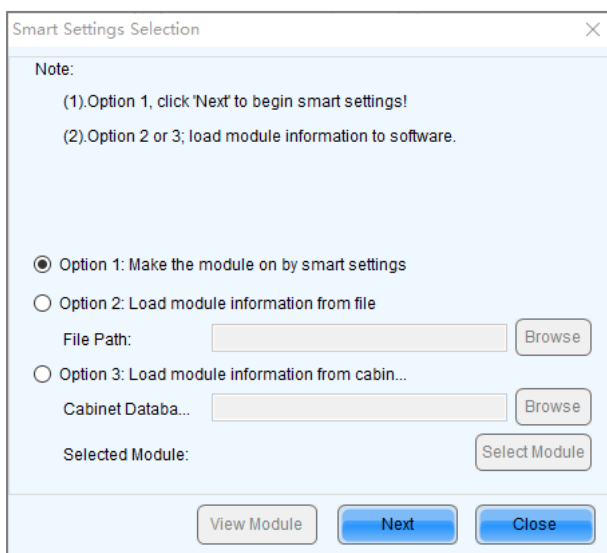 Smart Settings Selection
Note:
(1).Option 1, click 'Next' to begin smart settings!
(2).Option 2 or 3; load module information to software.
Option 1: Make the module on by smart settings
Option 2: Load module information from file
File Path: Browse
Option 3: Load module information from cabin...
Cabinet Databa... Browse
Selected Module: Select Module
View Module Next Close